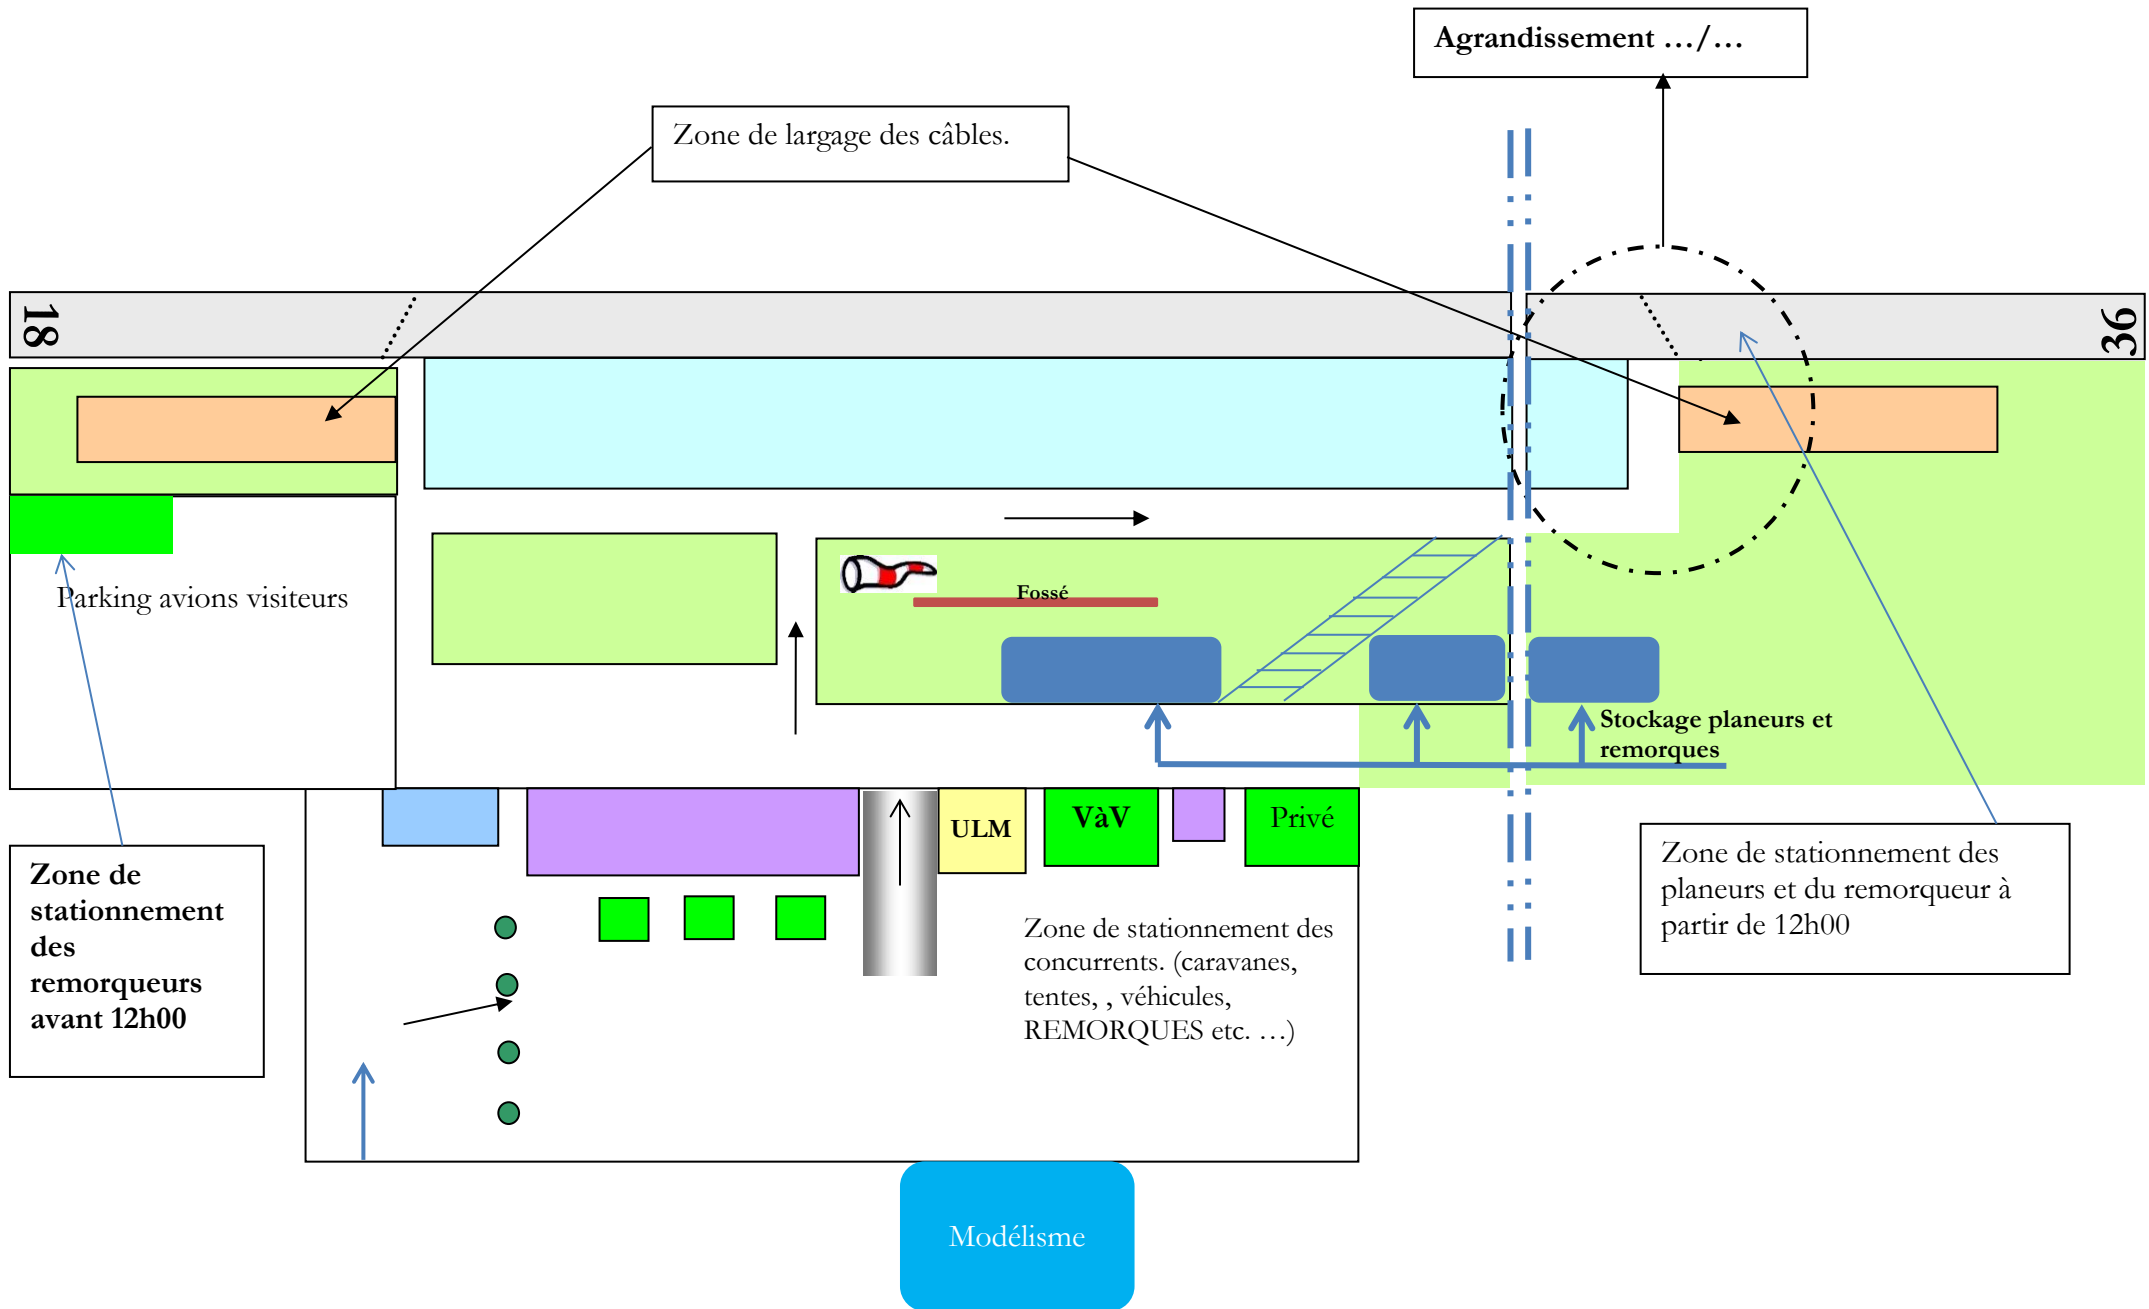 Agrandissement …/…
Zone de largage des câbles.
18
36
Parking avions visiteurs
Fossé
Stockage planeurs et
remorques
ULM
VàV
Privé
Zone de
stationnement
des
remorqueurs
avant 12h00
Zone de stationnement des
concurrents. (caravanes,
tentes, , véhicules,
REMORQUES etc. …)
Zone de stationnement des
planeurs et du remorqueur à
partir de 12h00
Modélisme